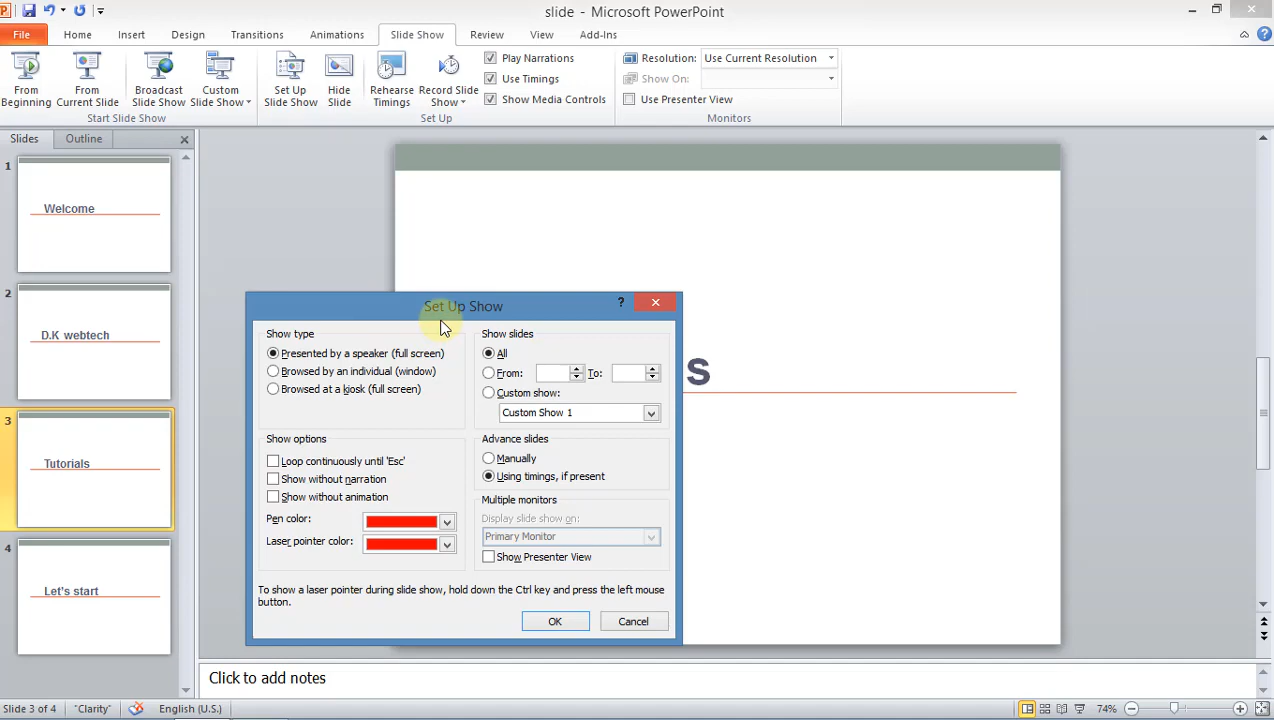 slide - Microsoft PowerPoint
File Home Insert Design Transitions Animations Slide Show Review View Add-Ins
From Beginning
From Current Slide
Broadcast Slide Show
Custom Slide Show
Start Slide Show
Set Up Slide Show
Hide Slide
Rehearse Timings
Record Slide Show
Play Narrations
Use Timings
Show Media Controls
Set Up
Resolution: Use Current Resolution
Show On:
Use Presenter View
Monitors
Slides Outline
1
Welcome
2
D.K webtech
3
Tutorials
4
Let's start
s
Set Up Show ?
Show type
Presented by a speaker (full screen)
Browsed by an individual (window)
Browsed at a kiosk (full screen)
Show slides
All
From: To:
Custom show:
Custom Show 1
Show options
Loop continuously until 'Esc'
Show without narration
Show without animation
Pen color:
Laser pointer color:
Advance slides
Manually
Using timings, if present
Multiple monitors
Display slide show on:
Primary Monitor
Show Presenter View
To show a laser pointer during slide show, hold down the Ctrl key and press the left mouse
button.
OK Cancel
Click to add notes
Slide 3 of 4 "Clarity" English (U.S.) 74%